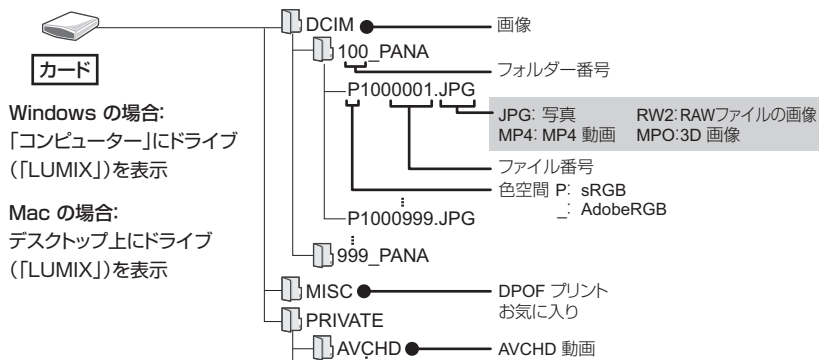 カード
Windows の場合:
「コンピューター」にドライブ
(「LUMIX」)を表示
Mac の場合:
デスクトップ上にドライブ
(「LUMIX」)を表示
DCIM
画像
100_PANA
フォルダー番号
P1000001.JPG
JPG: 写真 RW2:RAWファイルの画像
MP4: MP4 動画 MPO:3D 画像
ファイル番号
色空間 P: sRGB
_: AdobeRGB
P1000999.JPG
999_PANA
MISC
DPOF プリント
お気に入り
PRIVATE
AVCHD
AVCHD 動画